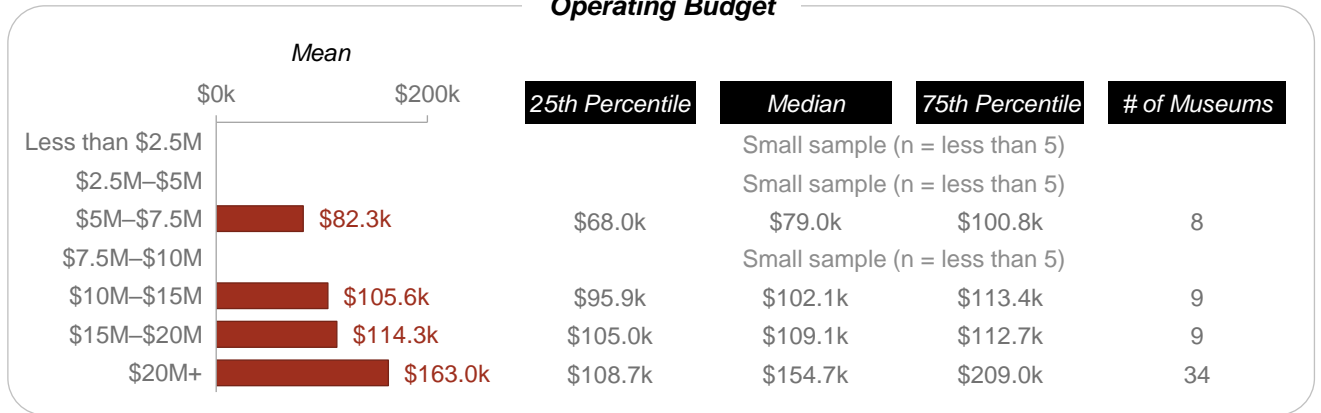 Operating Budget
Mean
$0k $200k 25th Percentile Median 75th Percentile # of Museums
Less than $2.5M Small sample (n = less than 5)
$2.5M–$5M Small sample (n = less than 5)
$5M–$7.5M $82.3k $68.0k $79.0k $100.8k 8
$7.5M–$10M Small sample (n = less than 5)
$10M–$15M $105.6k $95.9k $102.1k $113.4k 9
$15M–$20M $114.3k $105.0k $109.1k $112.7k 9
$20M+ $163.0k $108.7k $154.7k $209.0k 34